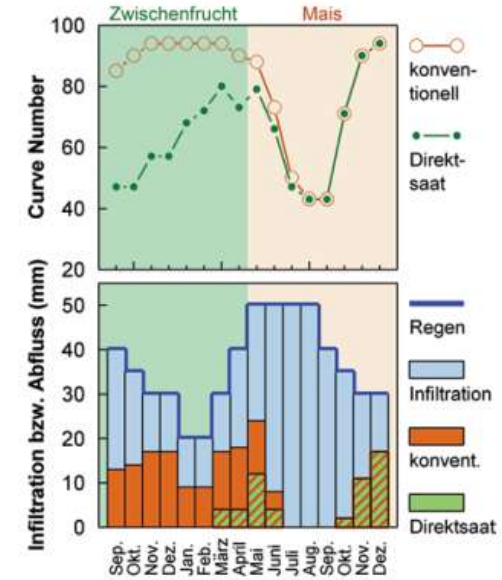 Zwischenfrucht Mais
100
80
60
40
20
Curve Number
konven-
tionell
Direkt-
saat
50
40
30
20
10
0
Infiltration bzw. Abfluss (mm)
Regen
Infiltration
konvent.
Direktsaat
Sep.
Okt.
Nov.
Dez.
Jan.
Feb.
März
April
Mai
Juni
Juli
Aug.
Sep.
Okt.
Nov.
Dez.